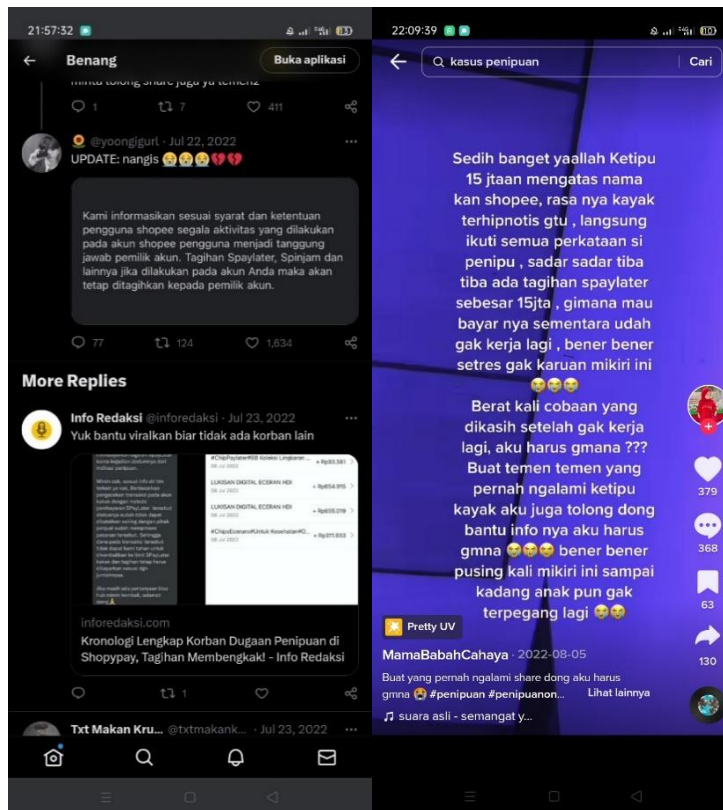 21:57:32
Benang
Buka aplikasi
minta tolong share juga ya temenz
1
7
411
@yoongigurl · Jul 22, 2022
UPDATE: nangis 😭😭😭💔💔
Kami informasikan sesuai syarat dan ketentuan
pengguna shopee segala aktivitas yang dilakukan
pada akun shopee pengguna menjadi tanggung
jawab pemilik akun. Tagihan Spaylater, Spinjam dan
lainnya jika dilakukan pada akun Anda maka akan
tetap ditagihkan kepada pemilik akun.
77
124
1,634
More Replies
Info Redaksi @inforedaksi · Jul 23, 2022
Yuk bantu viralkan biar tidak ada korban lain
LUKISAN DIGITAL ECERAN HDI
LUKISAN DIGITAL ECERAN HDI
inforedaksi.com
Kronologi Lengkap Korban Dugaan Penipuan di
Shopypay, Tagihan Membengkak! - Info Redaksi
1
Txt Makan Kru... @txtmakank... · Jul 23, 2022
22:09:39
kasus penipuan
Cari
Sedih banget yaallah Ketipu
15 jtaan mengatas nama
kan shopee, rasa nya kayak
terhipnotis gtu , langsung
ikuti semua perkataan si
penipu , sadar sadar tiba
tiba ada tagihan spaylater
sebesar 15jta , gimana mau
bayar nya sementara udah
gak kerja lagi , bener bener
setres gak karuan mikiri ini
😭😭😭
Berat kali cobaan yang
dikasih setelah gak kerja
lagi, aku harus gmana ???
Buat temen temen yang
pernah ngalami ketipu
kayak aku juga tolong dong
bantu info nya aku harus
gmna 😭😭😭 bener bener
pusing kali mikiri ini sampai
kadang anak pun gak
terpegang lagi 😭😭
379
368
63
130
Pretty UV
MamaBabahCahaya · 2022-08-05
Buat yang pernah ngalami share dong aku harus
gmna 😭 #penipuan #penipuanon... Lihat lainnya
suara asli - semangat y...